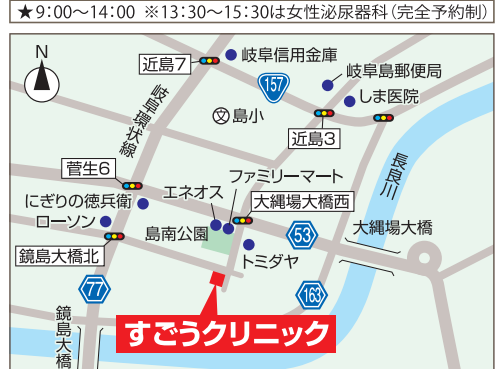 ★9:00〜14:00 ※13:30〜15:30は女性泌尿器科(完全予約制)
N
近島7
岐阜信用金庫
157
岐阜島郵便局
しま医院
文 島小
近島3
岐阜環状線
長良川
菅生6
ファミリーマート
にぎりの徳兵衛
エネオス
大縄場大橋西
ローソン
島南公園
53
大縄場大橋
鏡島大橋北
トミダヤ
77
163
鏡島大橋
すごうクリニック